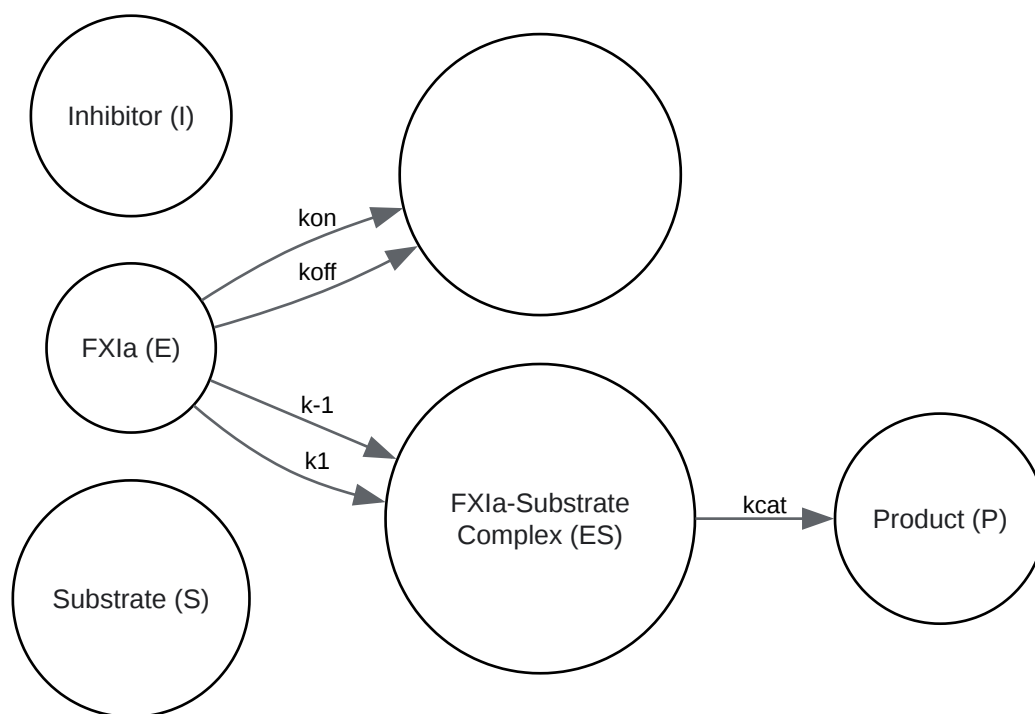 Inhibitor (I)
kon
koff
FXIa (E)
k-1
k1
FXIa-Substrate
Complex (ES)
kcat
Product (P)
Substrate (S)